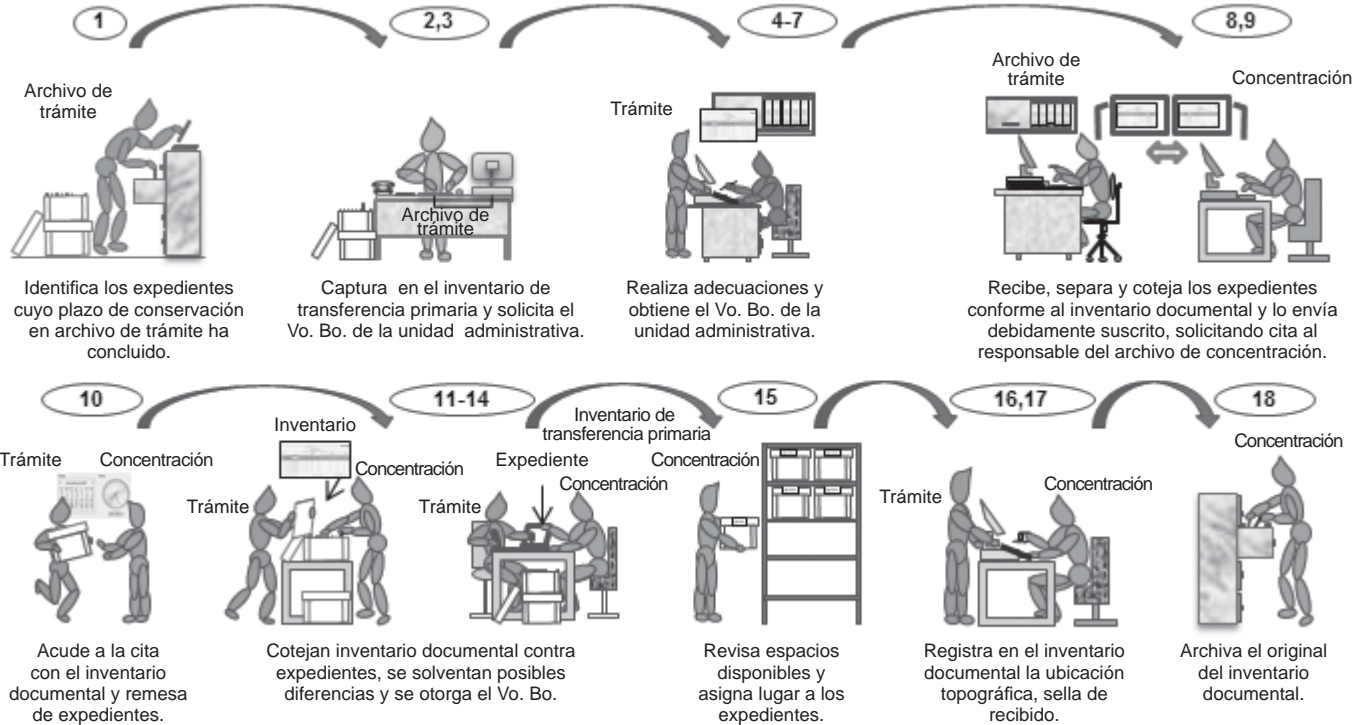 1
2,3
4-7
8,9
Archivo de
trámite
Archivo de
trámite
Trámite
Archivo de
trámite
Concentración
Identifica los expedientes
cuyo plazo de conservación
en archivo de trámite ha
concluido.
Captura en el inventario de
transferencia primaria y solicita el
Vo. Bo. de la unidad administrativa.
Realiza adecuaciones y
obtiene el Vo. Bo. de la
unidad administrativa.
Recibe, separa y coteja los expedientes
conforme al inventario documental y lo envía
debidamente suscrito, solicitando cita al
responsable del archivo de concentración.
10
11-14
15
16,17
18
Trámite
Concentración
Inventario
Trámite
Concentración
Inventario de
transferencia primaria
Expediente
Trámite
Concentración
Concentración
Trámite
Concentración
Concentración
Acude a la cita
con el inventario
documental y remesa
de expedientes.
Cotejan inventario documental contra
expedientes, se solventan posibles
diferencias y se otorga el Vo. Bo.
Revisa espacios
disponibles y
asigna lugar a los
expedientes.
Registra en el inventario
documental la ubicación
topográfica, sella de
recibido.
Archiva el original
del inventario
documental.